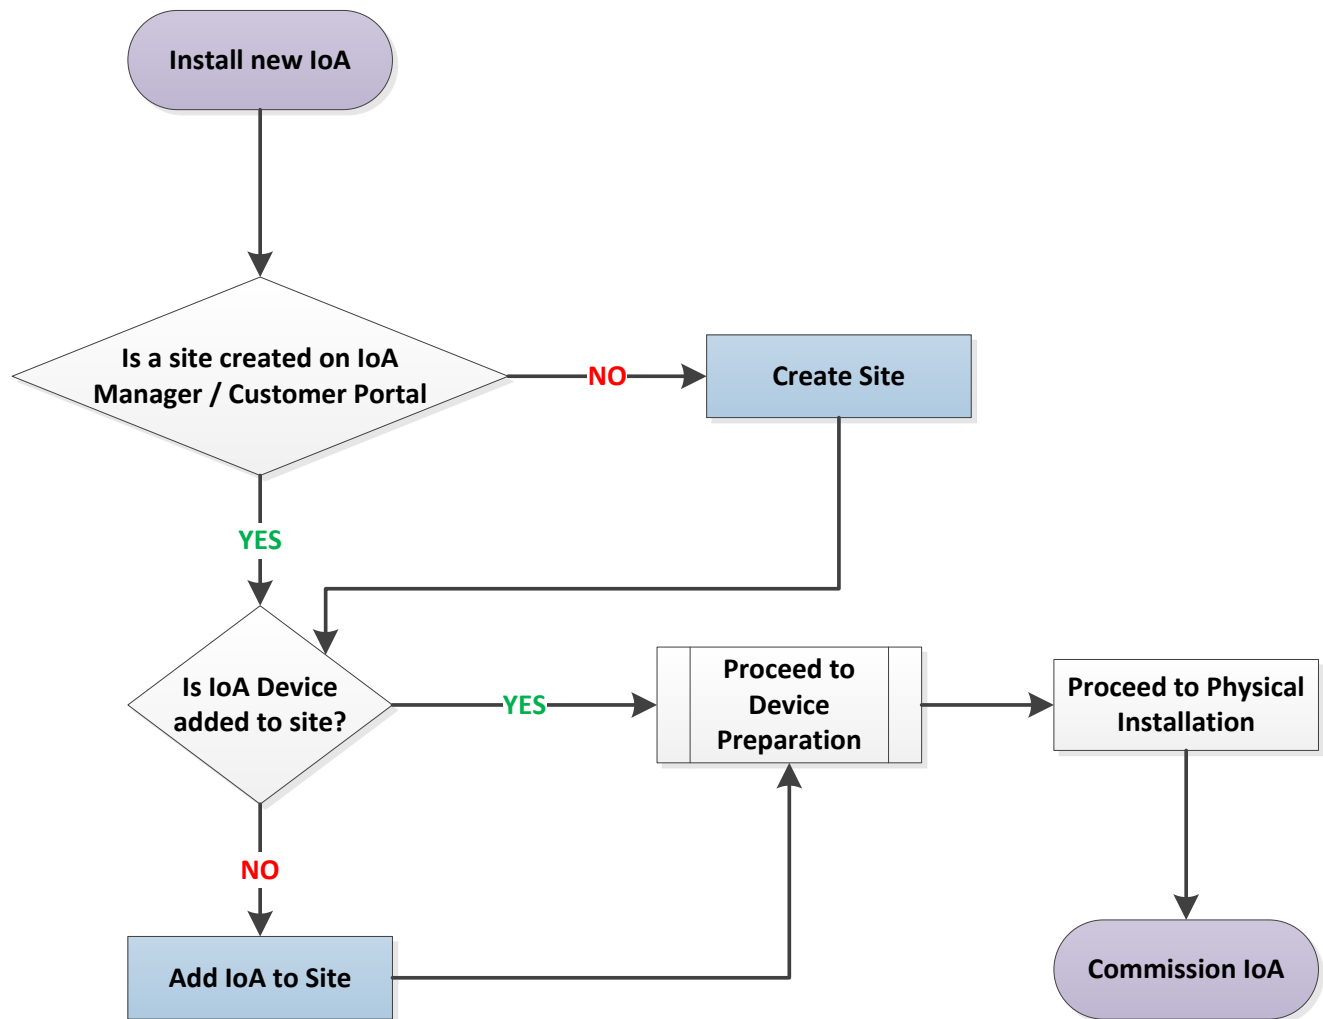 Install new IoA
Is a site created on IoA
Manager / Customer Portal
NO
Create Site
YES
Is IoA Device
added to site?
YES
Proceed to
Device
Preparation
Proceed to Physical
Installation
NO
Add IoA to Site
Commission IoA